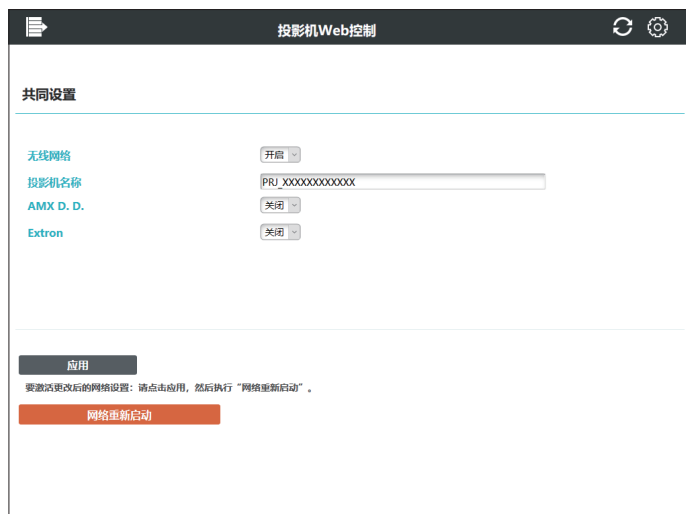 投影机Web控制
共同设置
无线网络 开启
投影机名称 PRJ_XXXXXXXXXXXX
AMX D. D. 关闭
Extron 关闭
应用
要激活更改后的网络设置：请点击应用，然后执行“网络重新启动”。
网络重新启动